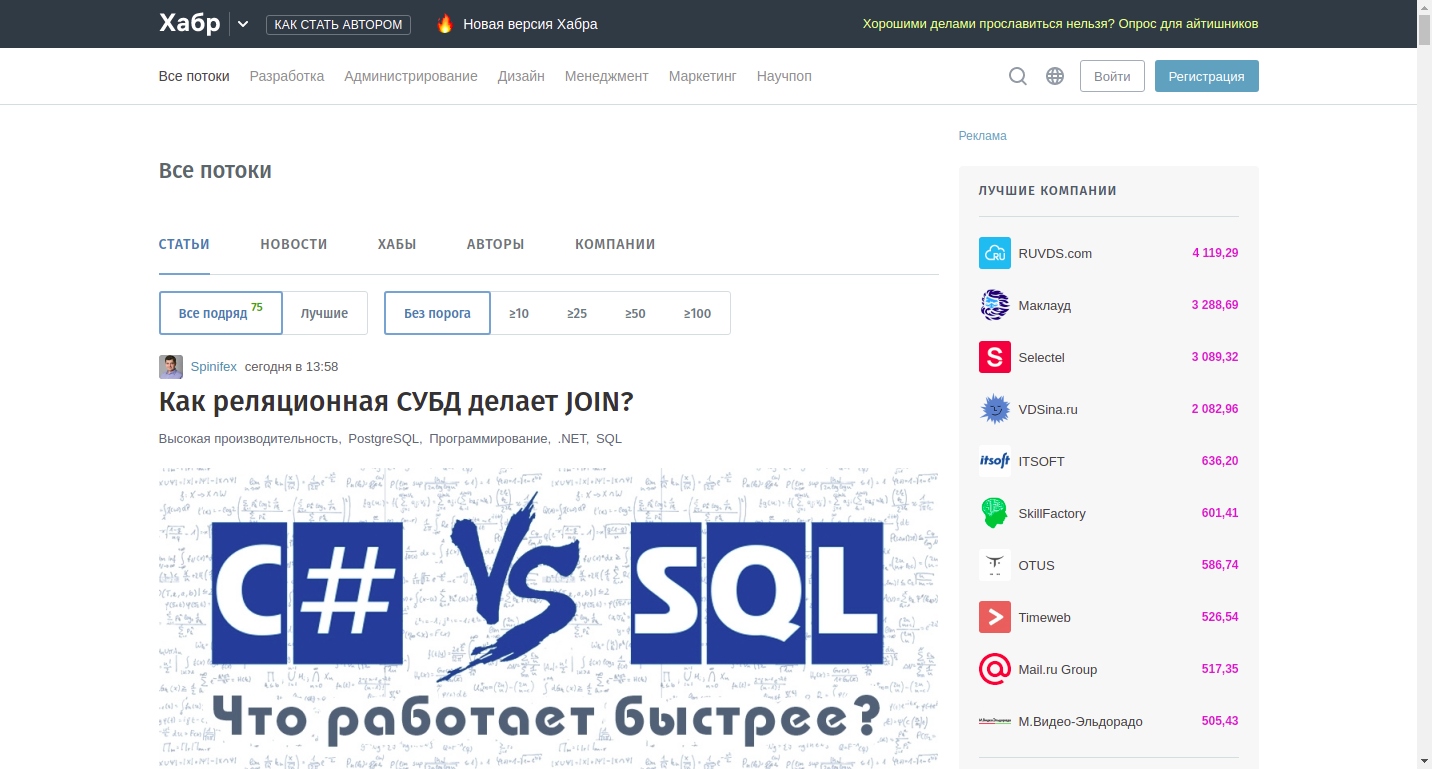 Хабр
КАК СТАТЬ АВТОРОМ
Новая версия Хабра
Хорошими делами прославиться нельзя? Опрос для айтишников
Все потоки Разработка Администрирование Дизайн Менеджмент Маркетинг Научпоп
Войти
Регистрация
Реклама
Все потоки
СТАТЬИ НОВОСТИ ХАБЫ АВТОРЫ КОМПАНИИ
Все подряд 75 Лучшие
Без порога ≥10 ≥25 ≥50 ≥100
Spinifex сегодня в 13:58
Как реляционная СУБД делает JOIN?
Высокая производительность, PostgreSQL, Программирование, .NET, SQL
C# VS SQL
Что работает быстрее?
ЛУЧШИЕ КОМПАНИИ
RU
RUVDS.com 4 119,29
Маклауд 3 288,69
S
Selectel 3 089,32
VDSina.ru 2 082,96
itsoft
ITSOFT 636,20
SkillFactory 601,41
OTUS 586,74
Timeweb 526,54
@
Mail.ru Group 517,35
М.Видео-Эльдорадо 505,43